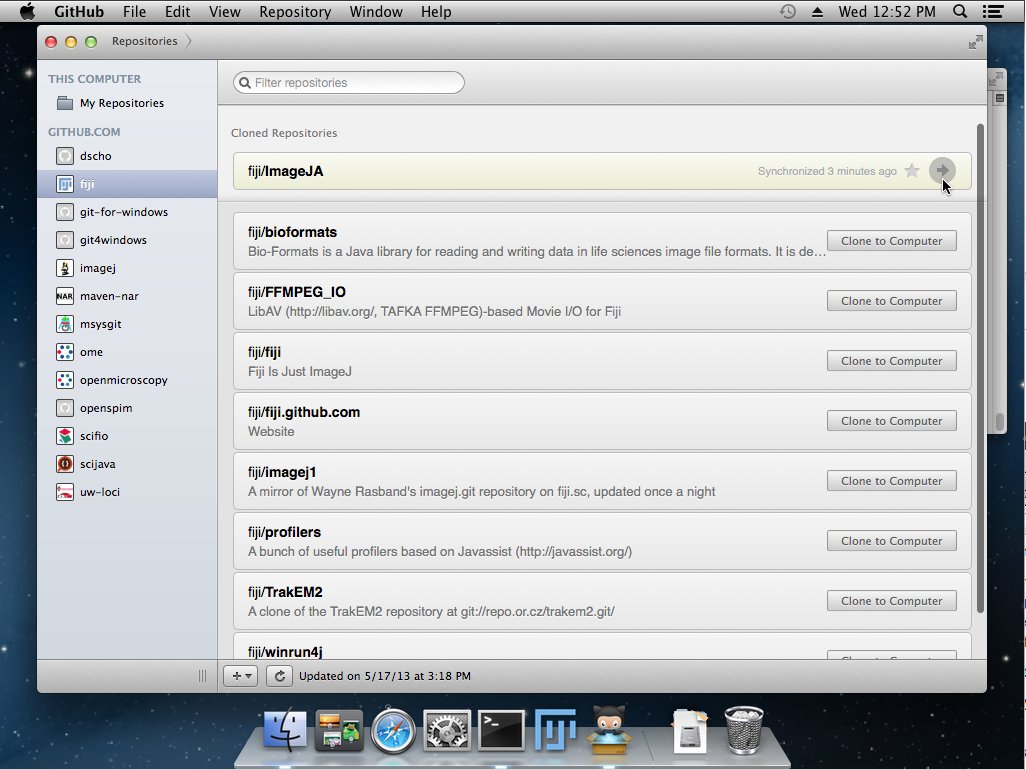 GitHub File Edit View Repository Window Help Wed 12:52 PM
Repositories
THIS COMPUTER
My Repositories
GITHUB.COM
dscho
fiji
git-for-windows
git4windows
imagej
NAR maven-nar
msysgit
ome
openmicroscopy
openspim
scifio
scijava
uw-loci
Filter repositories
Cloned Repositories
fiji/ImageJA Synchronized 3 minutes ago
fiji/bioformats
Bio-Formats is a Java library for reading and writing data in life sciences image file formats. It is de…
Clone to Computer
fiji/FFMPEG_IO
LibAV (http://libav.org/, TAFKA FFMPEG)-based Movie I/O for Fiji
Clone to Computer
fiji/fiji
Fiji Is Just ImageJ
Clone to Computer
fiji/fiji.github.com
Website
Clone to Computer
fiji/imagej1
A mirror of Wayne Rasband's imagej.git repository on fiji.sc, updated once a night
Clone to Computer
fiji/profilers
A bunch of useful profilers based on Javassist (http://javassist.org/)
Clone to Computer
fiji/TrakEM2
A clone of the TrakEM2 repository at git://repo.or.cz/trakem2.git/
Clone to Computer
fiji/winrun4j
Updated on 5/17/13 at 3:18 PM